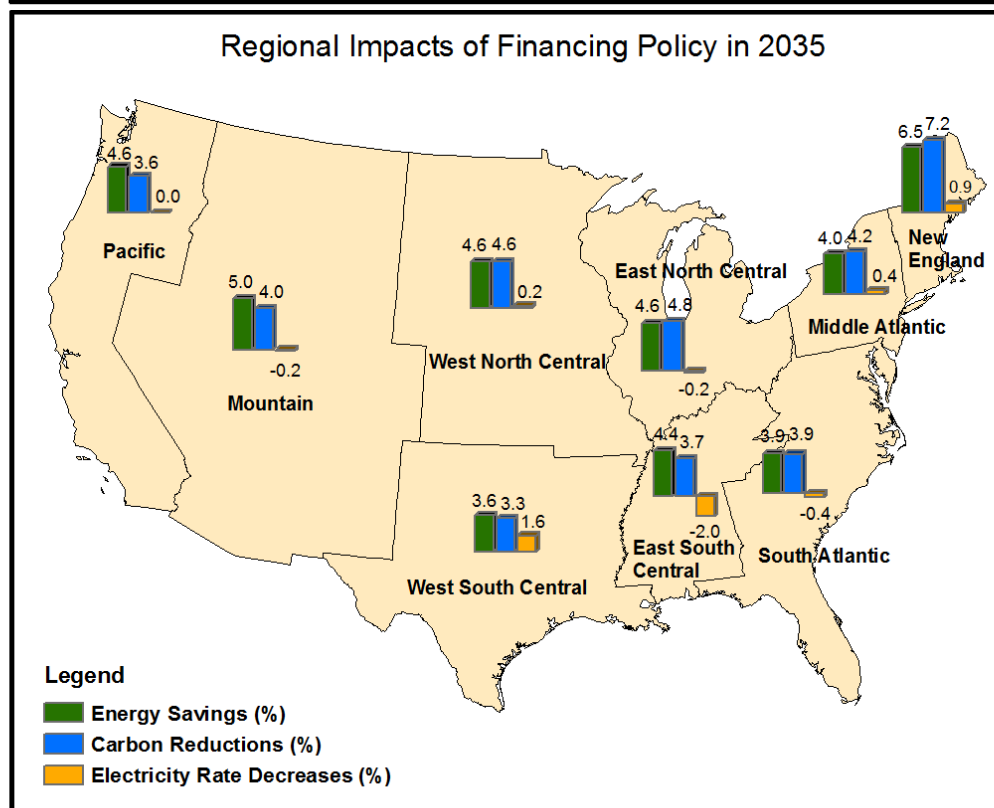 Regional Impacts of Financing Policy in 2035
4.6 3.6 0.0
Pacific
5.0 4.0 -0.2
Mountain
4.6 4.6 0.2
West North Central
East North Central
4.6 4.8 -0.2
4.0 4.2 0.4
Middle Atlantic
6.5 7.2 0.9
New
England
3.6 3.3 1.6
West South Central
4.4 3.7 -2.0
East South
Central
3.9 3.9 -0.4
South Atlantic
Legend
Energy Savings (%)
Carbon Reductions (%)
Electricity Rate Decreases (%)